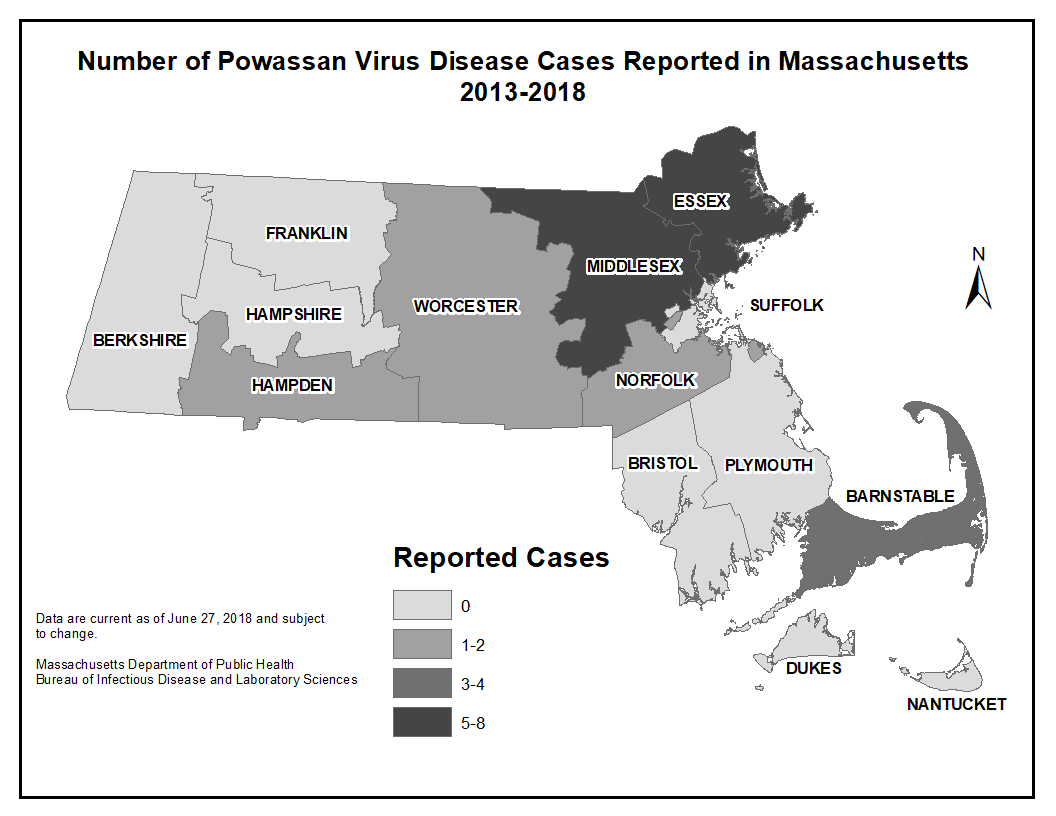 Number of Powassan Virus Disease Cases Reported in Massachusetts
2013-2018
ESSEX
FRANKLIN
N
MIDDLESEX
WORCESTER
SUFFOLK
HAMPSHIRE
BERKSHIRE
HAMPDEN
NORFOLK
BRISTOL
PLYMOUTH
BARNSTABLE
Reported Cases
0
1-2
3-4
5-8
Data are current as of June 27, 2018 and subject
to change.
Massachusetts Department of Public Health
Bureau of Infectious Disease and Laboratory Sciences
DUKES
NANTUCKET